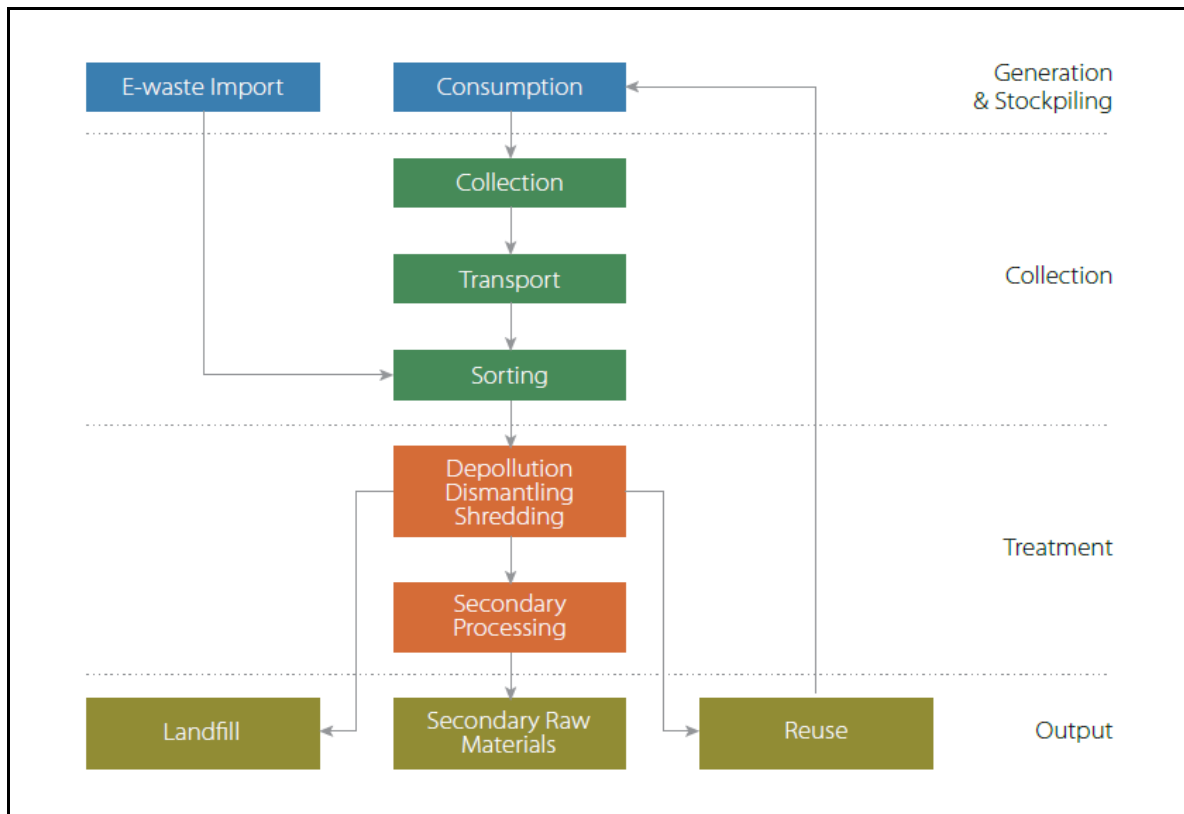 E-waste Import
Consumption
Generation
& Stockpiling
Collection
Transport
Collection
Sorting
Depollution
Dismantling
Shredding
Treatment
Secondary
Processing
Landfill
Secondary Raw
Materials
Reuse
Output